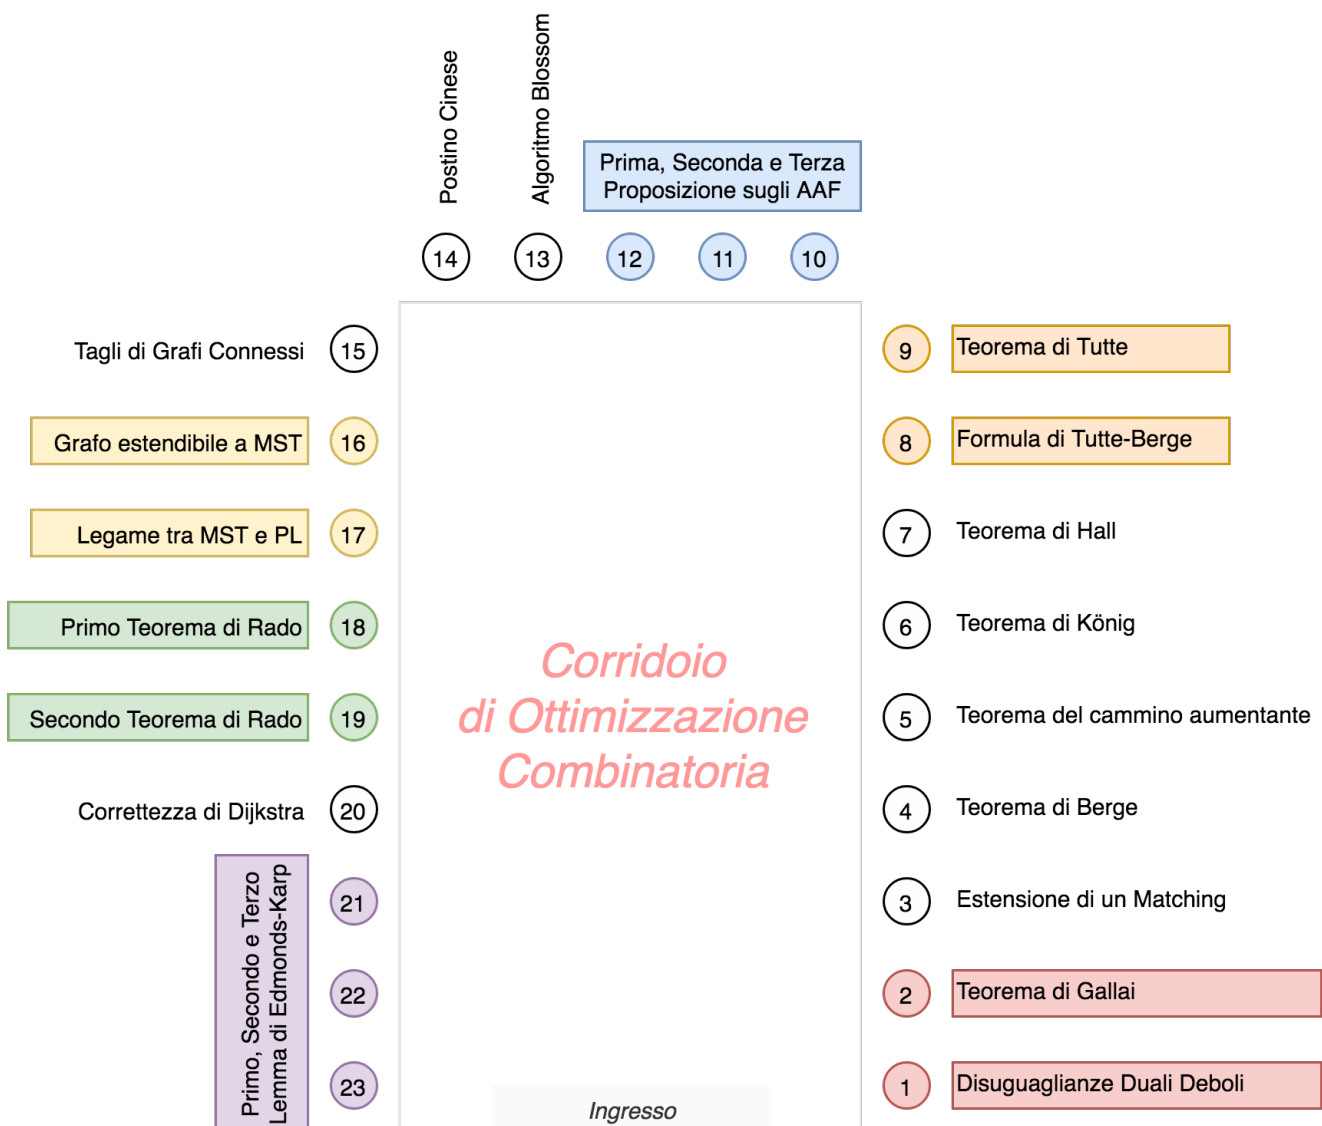 Postino Cinese
Algoritmo Blossom
Prima, Seconda e Terza
Proposizione sugli AAF
14
13
12
11
10
Tagli di Grafi Connessi
15
9
Teorema di Tutte
Grafo estendibile a MST
16
8
Formula di Tutte-Berge
Legame tra MST e PL
17
7
Teorema di Hall
Primo Teorema di Rado
18
6
Teorema di König
Corridoio
di Ottimizzazione
Combinatoria
Secondo Teorema di Rado
19
5
Teorema del cammino aumentante
Correttezza di Dijkstra
20
4
Teorema di Berge
Primo, Secondo e Terzo
Lemma di Edmonds-Karp
21
3
Estensione di un Matching
22
2
Teorema di Gallai
23
1
Disuguaglianze Duali Deboli
Ingresso